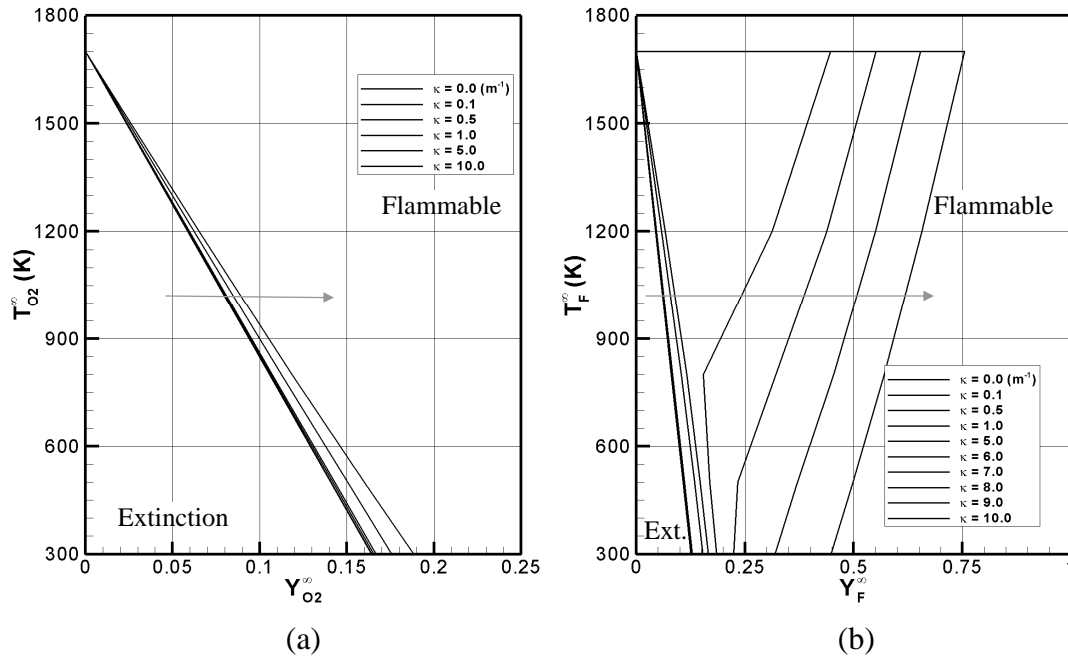 1800
1500
1200
900
600
300
T∞O2 (K)
κ = 0.0 (m-1)
κ = 0.1
κ = 0.5
κ = 1.0
κ = 5.0
κ = 10.0
Flammable
Extinction
0 0.05 0.1 0.15 0.2 0.25
Y∞O2
(a)
1800
1500
1200
900
600
300
T∞F (K)
Flammable
κ = 0.0 (m-1)
κ = 0.1
κ = 0.5
κ = 1.0
κ = 5.0
κ = 6.0
κ = 7.0
κ = 8.0
κ = 9.0
κ = 10.0
Ext.
0 0.25 0.5 0.75 1
Y∞F
(b)